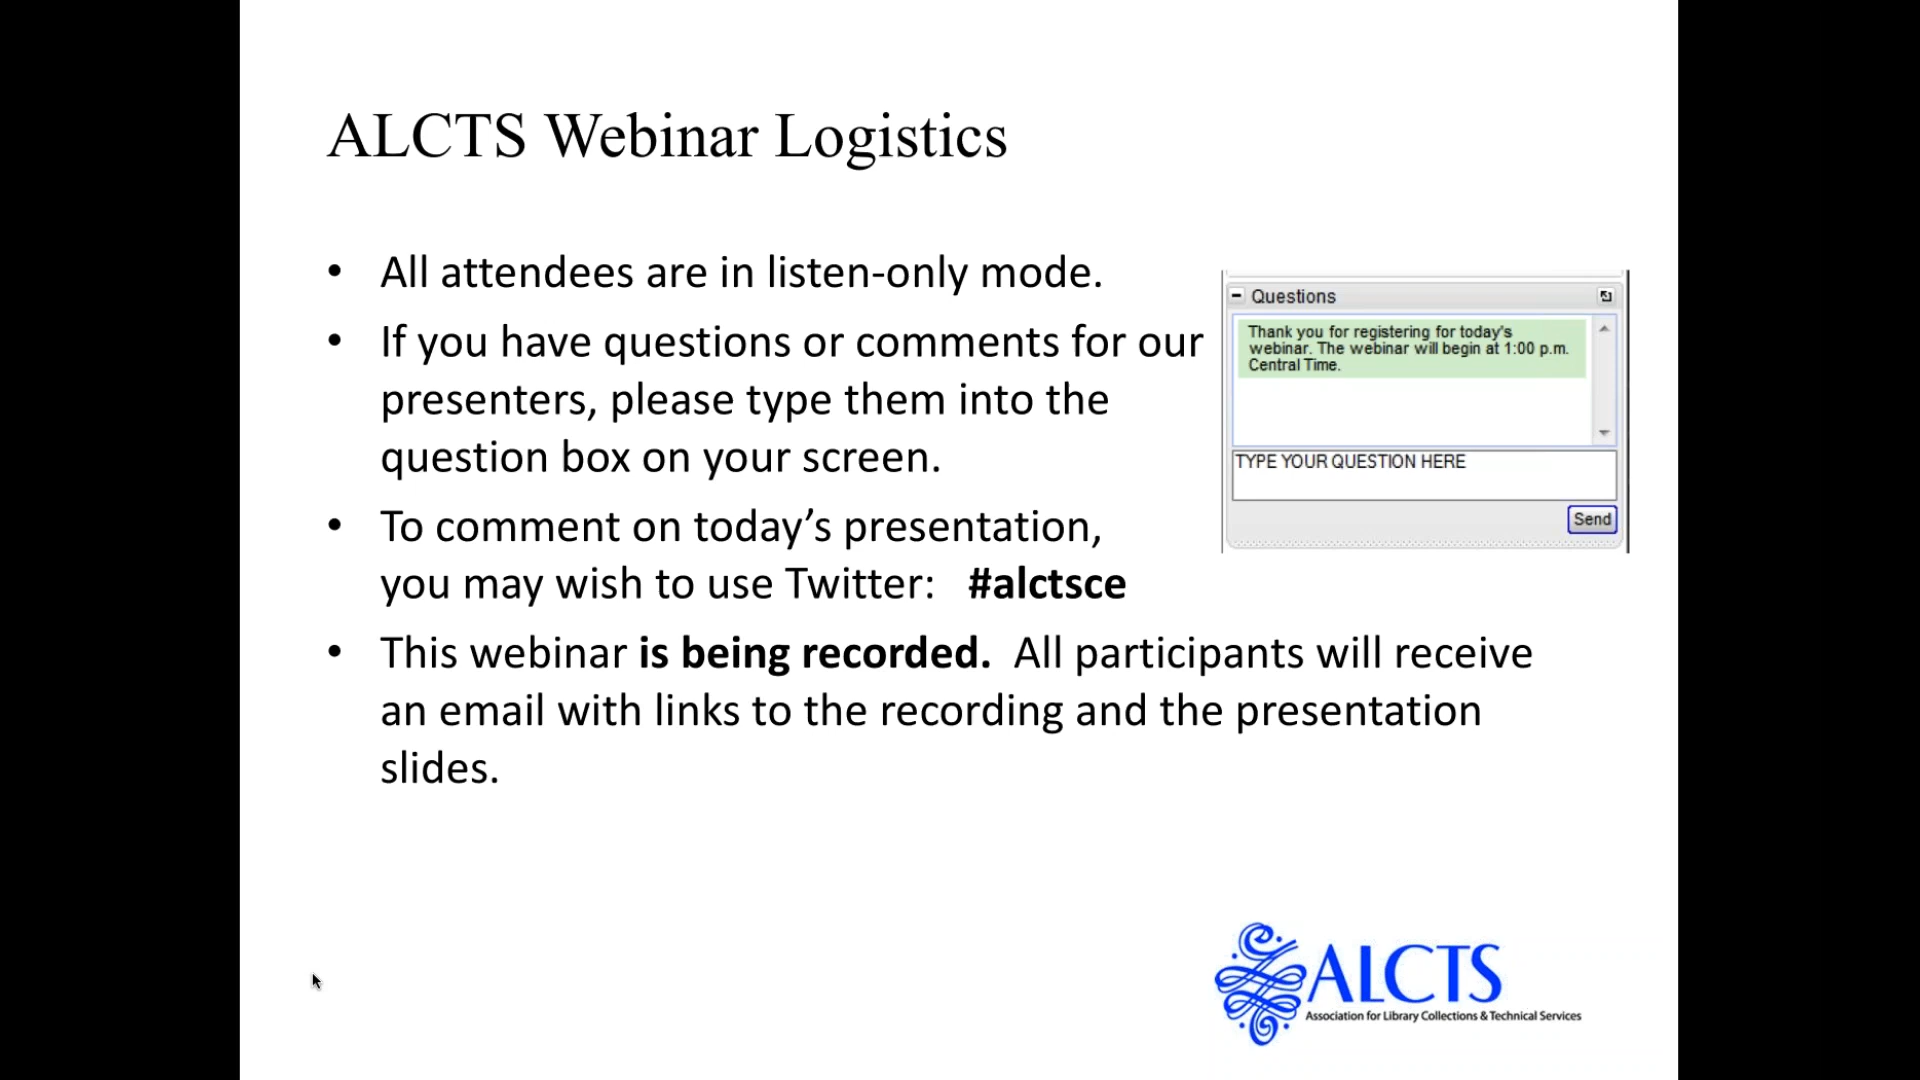 ALCTS Webinar Logistics
• All attendees are in listen-only mode.
• If you have questions or comments for our
presenters, please type them into the
question box on your screen.
• To comment on today’s presentation,
you may wish to use Twitter: #alctsce
• This webinar is being recorded. All participants will receive
an email with links to the recording and the presentation
slides.
Questions
Thank you for registering for today's
webinar. The webinar will begin at 1:00 p.m.
Central Time.
TYPE YOUR QUESTION HERE
Send
ALCTS
Association for Library Collections & Technical Services